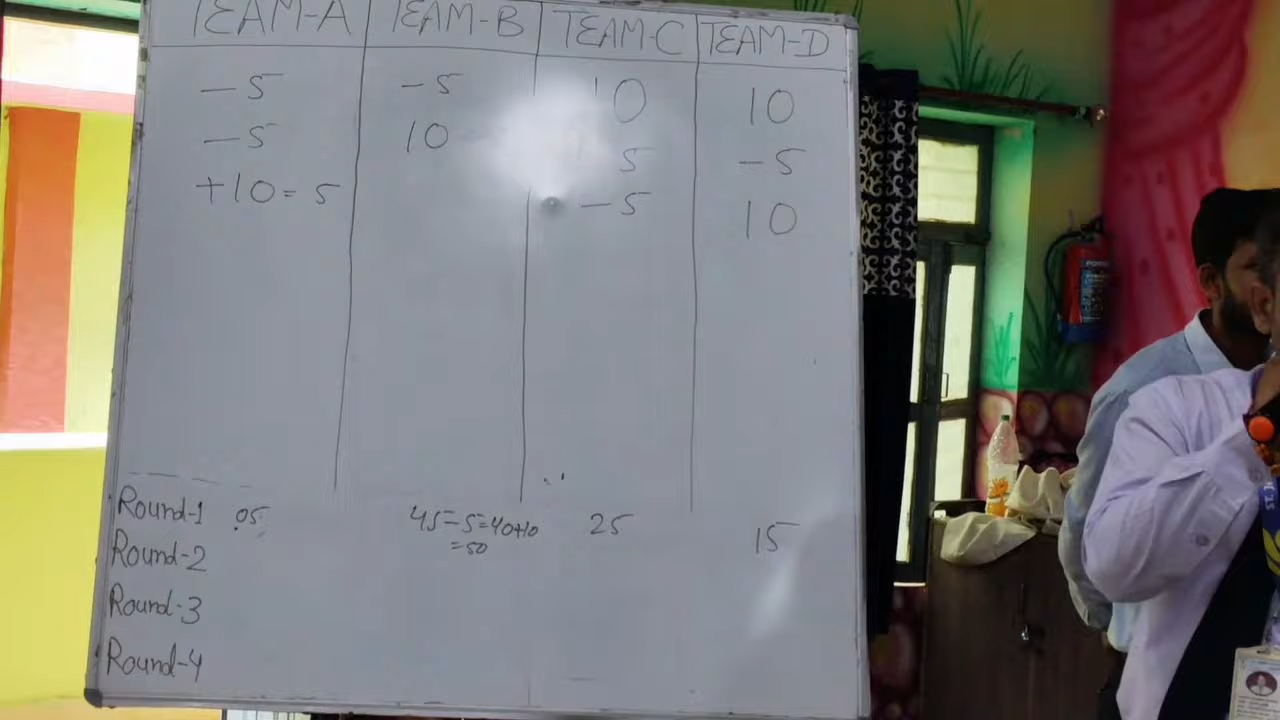 TEAM-A TEAM-B TEAM-C TEAM-D
-5 -5 10 10
-5 10 5 -5
+10=5 -5 10
Round-1 05 45-5=40+10 25 15
=50
Round-2
Round-3
Round-4